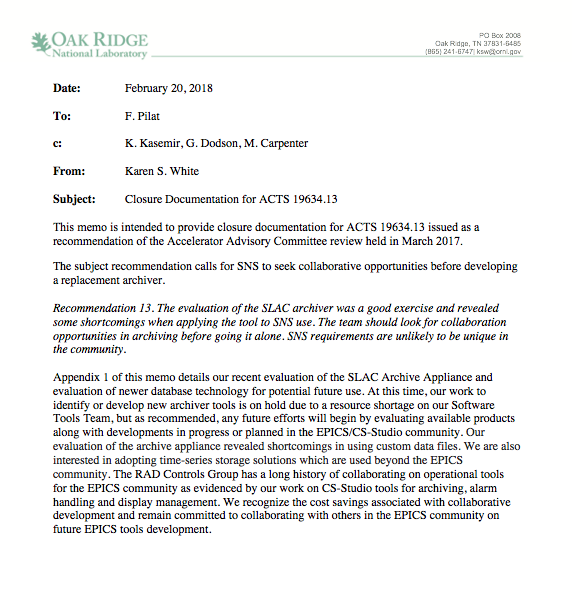 OAK RIDGE
National Laboratory
PO Box 2008
Oak Ridge, TN 37831-6485
(865) 241-6747| ksw@ornl.gov
Date: February 20, 2018
To: F. Pilat
c: K. Kasemir, G. Dodson, M. Carpenter
From: Karen S. White
Subject: Closure Documentation for ACTS 19634.13
This memo is intended to provide closure documentation for ACTS 19634.13 issued as a
recommendation of the Accelerator Advisory Committee review held in March 2017.
The subject recommendation calls for SNS to seek collaborative opportunities before developing
a replacement archiver.
Recommendation 13. The evaluation of the SLAC archiver was a good exercise and revealed
some shortcomings when applying the tool to SNS use. The team should look for collaboration
opportunities in archiving before going it alone. SNS requirements are unlikely to be unique in
the community.
Appendix 1 of this memo details our recent evaluation of the SLAC Archive Appliance and
evaluation of newer database technology for potential future use. At this time, our work to
identify or develop new archiver tools is on hold due to a resource shortage on our Software
Tools Team, but as recommended, any future efforts will begin by evaluating available products
along with developments in progress or planned in the EPICS/CS-Studio community. Our
evaluation of the archive appliance revealed shortcomings in using custom data files. We are also
interested in adopting time-series storage solutions which are used beyond the EPICS
community. The RAD Controls Group has a long history of collaborating on operational tools
for the EPICS community as evidenced by our work on CS-Studio tools for archiving, alarm
handling and display management. We recognize the cost savings associated with collaborative
development and remain committed to collaborating with others in the EPICS community on
future EPICS tools development.